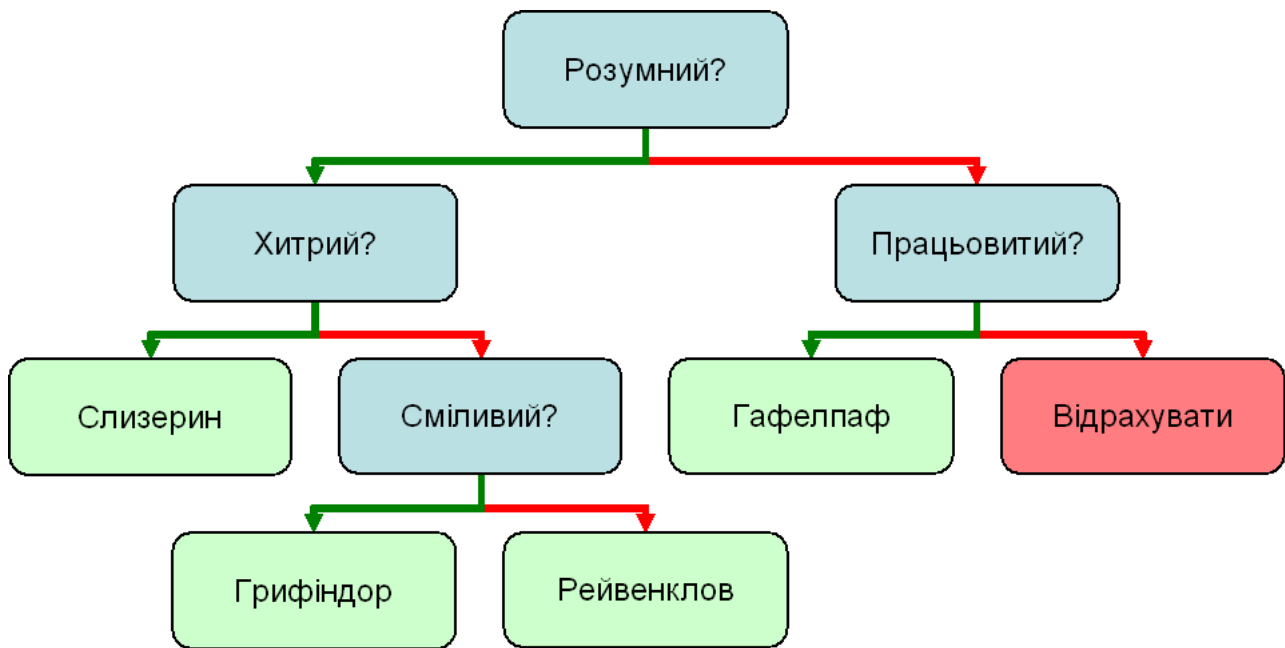 Розумний?
Хитрий?
Працьовитий?
Слизерин
Сміливий?
Гафелпаф
Відрахувати
Грифіндор
Рейвенклов